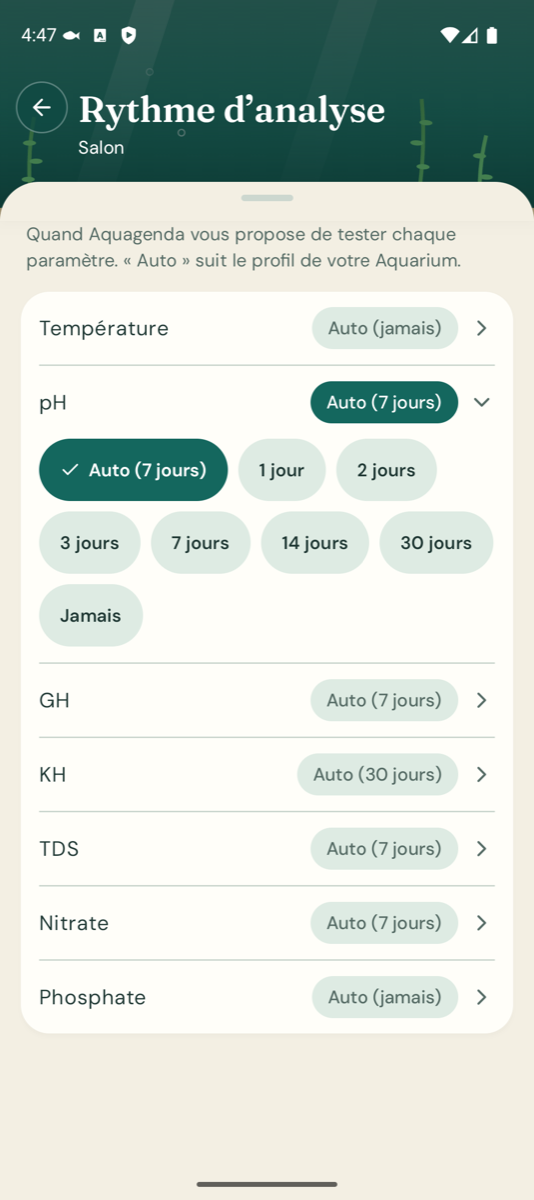 4:47
Rythme d’analyse
Salon
Quand Aquagenda vous propose de tester chaque
paramètre. « Auto » suit le profil de votre Aquarium.
Température Auto (jamais)
pH Auto (7 jours)
Auto (7 jours) 1 jour 2 jours
3 jours 7 jours 14 jours 30 jours
Jamais
GH Auto (7 jours)
KH Auto (30 jours)
TDS Auto (7 jours)
Nitrate Auto (7 jours)
Phosphate Auto (jamais)